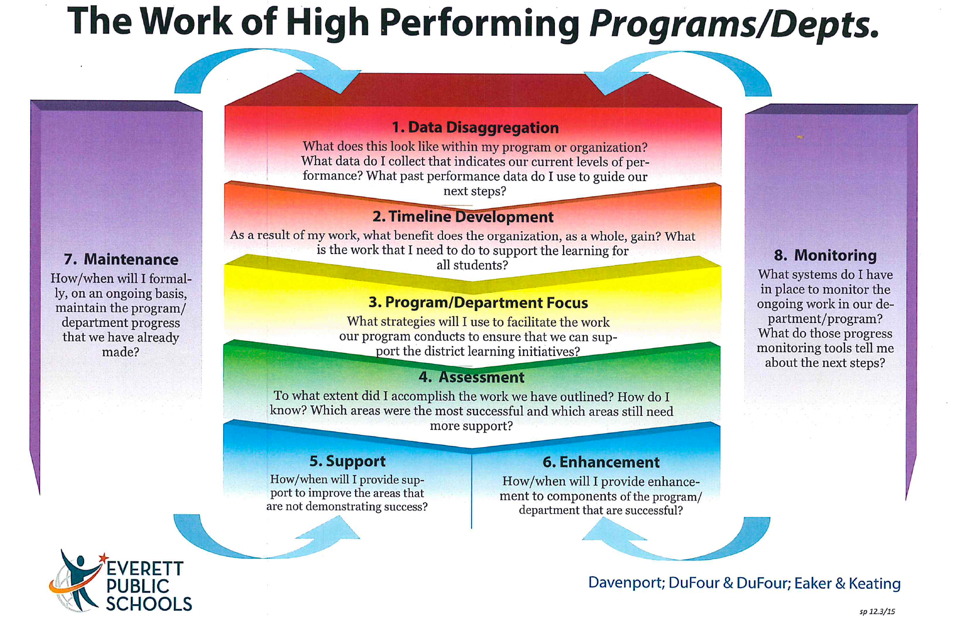 The Work of High Performing Programs/Depts.
1. Data Disaggregation
What does this look like within my program or organization?
What data do I collect that indicates our current levels of per-
formance? What past performance data do I use to guide our
next steps?
2. Timeline Development
As a result of my work, what benefit does the organization, as a whole, gain? What
is the work that I need to do to support the learning for
all students?
3. Program/Department Focus
What strategies will I use to facilitate the work
our program conducts to ensure that we can sup-
port the district learning initiatives?
4. Assessment
To what extent did I accomplish the work we have outlined? How do I
know? Which areas were the most successful and which areas still need
more support?
5. Support
How/when will I provide sup-
port to improve the areas that
are not demonstrating success?
6. Enhancement
How/when will I provide enhance-
ment to components of the program/
department that are successful?
7. Maintenance
How/when will I formal-
ly, on an ongoing basis,
maintain the program/
department progress
that we have already
made?
8. Monitoring
What systems do I have
in place to monitor the
ongoing work in our de-
partment/program?
What do those progress
monitoring tools tell me
about the next steps?
EVERETT
PUBLIC
SCHOOLS
Davenport; DuFour & DuFour; Eaker & Keating
sp 12.3/15